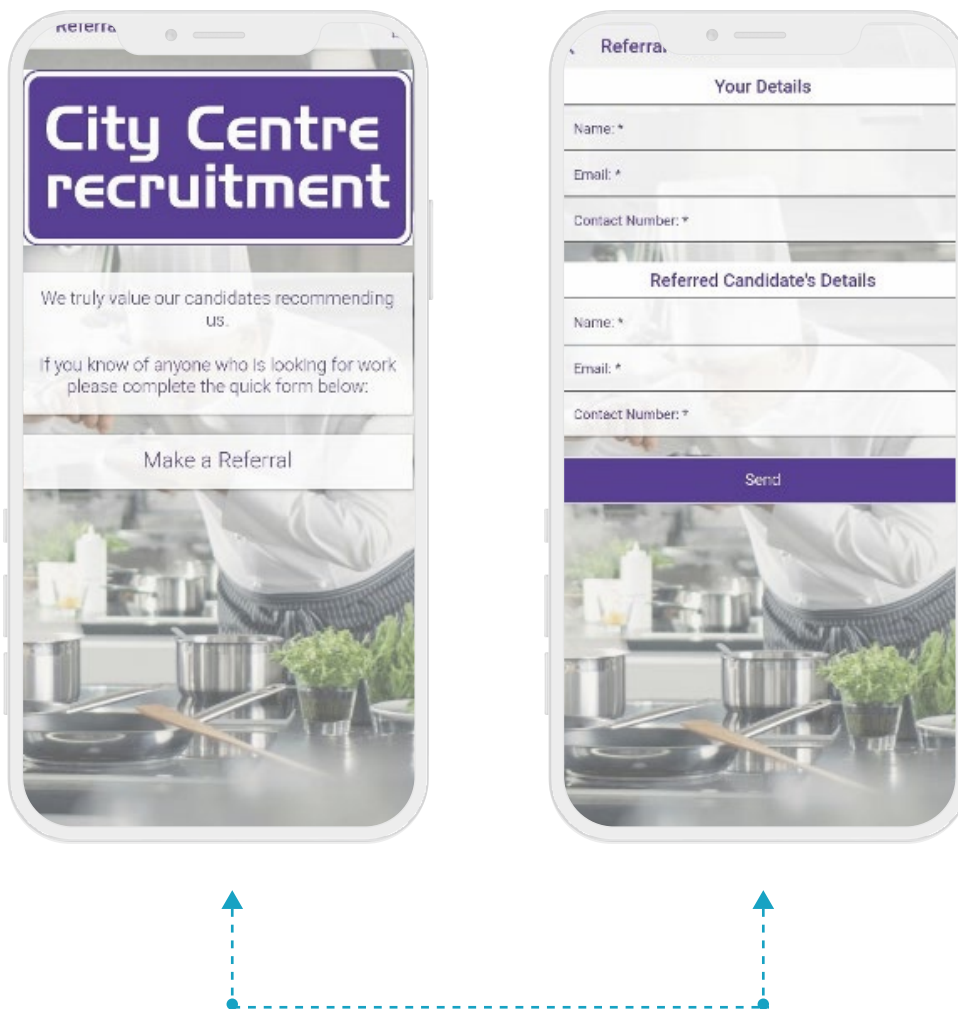 City Centre
recruitment
We truly value our candidates recommending
us.
If you know of anyone who is looking for work
please complete the quick form below:
Make a Referral
Your Details
Name: *
Email: *
Contact Number: *
Referred Candidate's Details
Name: *
Email: *
Contact Number: *
Send